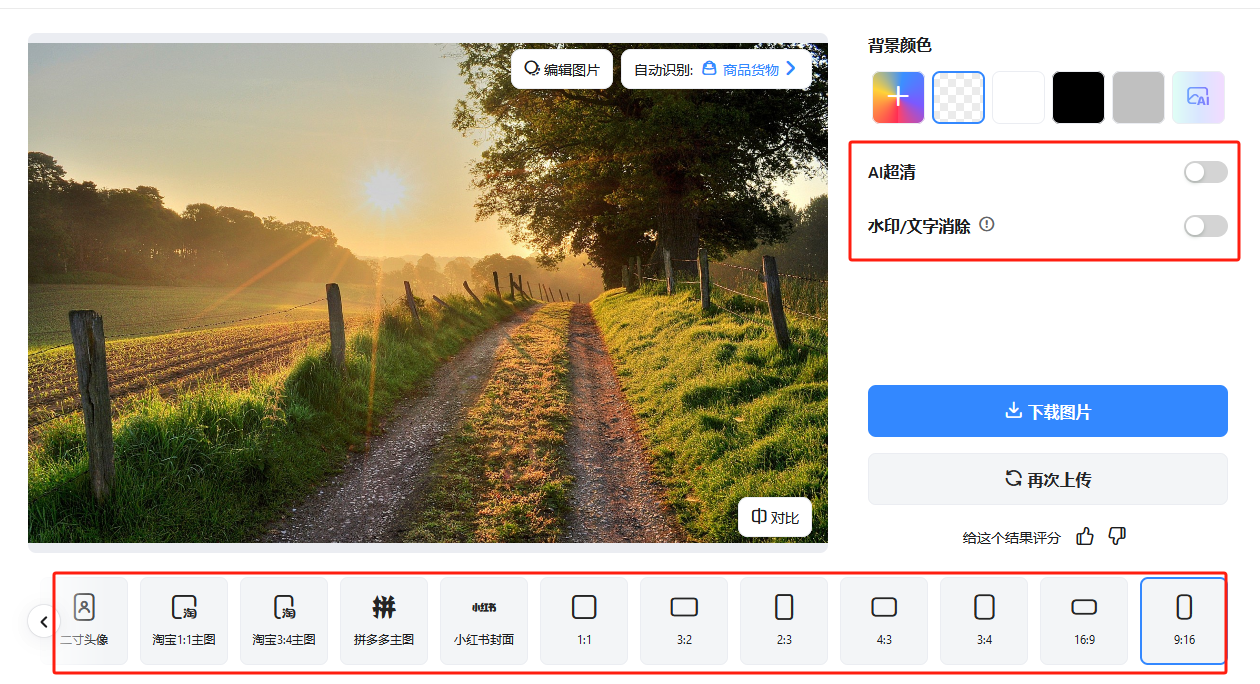 背景颜色
编辑图片
自动识别: 商品货物
AI
AI超清
水印/文字消除
下载图片
再次上传
对比
给这个结果评分
二寸头像
淘
淘宝1:1主图
淘
淘宝3:4主图
拼
拼多多主图
小红书
小红书封面
1:1
3:2
2:3
4:3
3:4
16:9
9:16